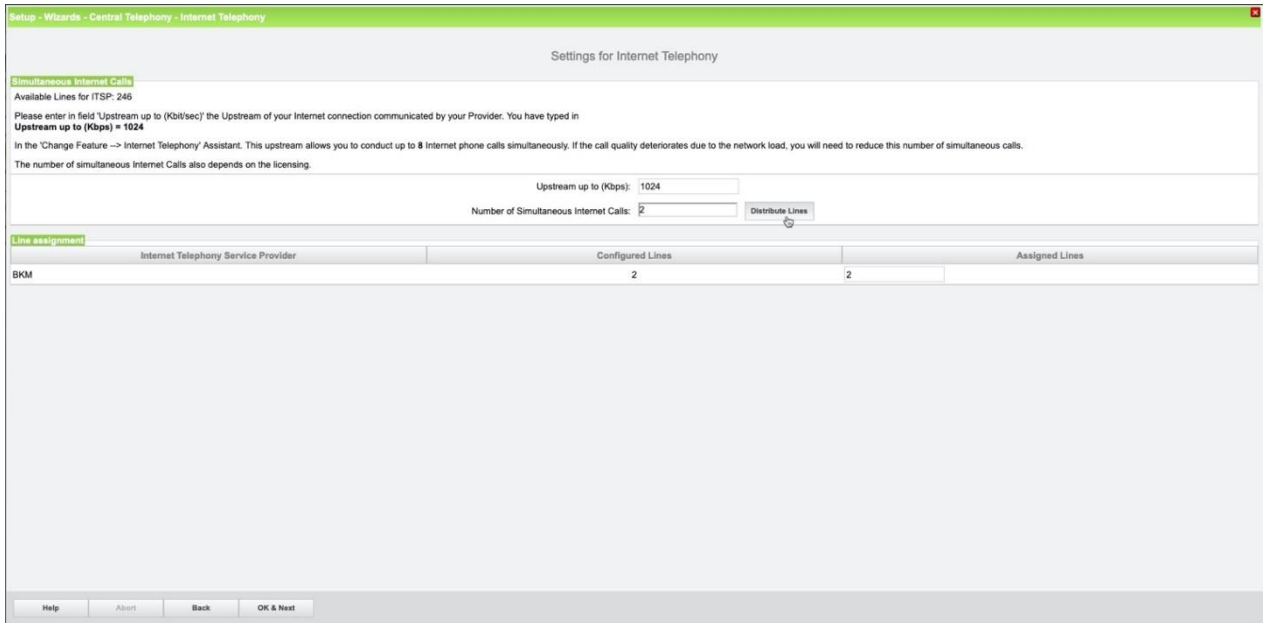 Setup - Wizards - Central Telephony - Internet Telephony
Settings for Internet Telephony
Simultaneous Internet Calls
Available Lines for ITSP: 246
Please enter in field 'Upstream up to (Kbit/sec)' the Upstream of your Internet connection communicated by your Provider. You have typed in
Upstream up to (Kbps) = 1024
In the 'Change Feature --> Internet Telephony' Assistant. This upstream allows you to conduct up to 8 Internet phone calls simultaneously. If the call quality deteriorates due to the network load, you will need to reduce this number of simultaneous calls.
The number of simultaneous Internet Calls also depends on the licensing.
Upstream up to (Kbps): 1024
Number of Simultaneous Internet Calls: 2 Distribute Lines
Line assignment
Internet Telephony Service Provider Configured Lines Assigned Lines
BKM 2 2
Help Abort Back OK & Next